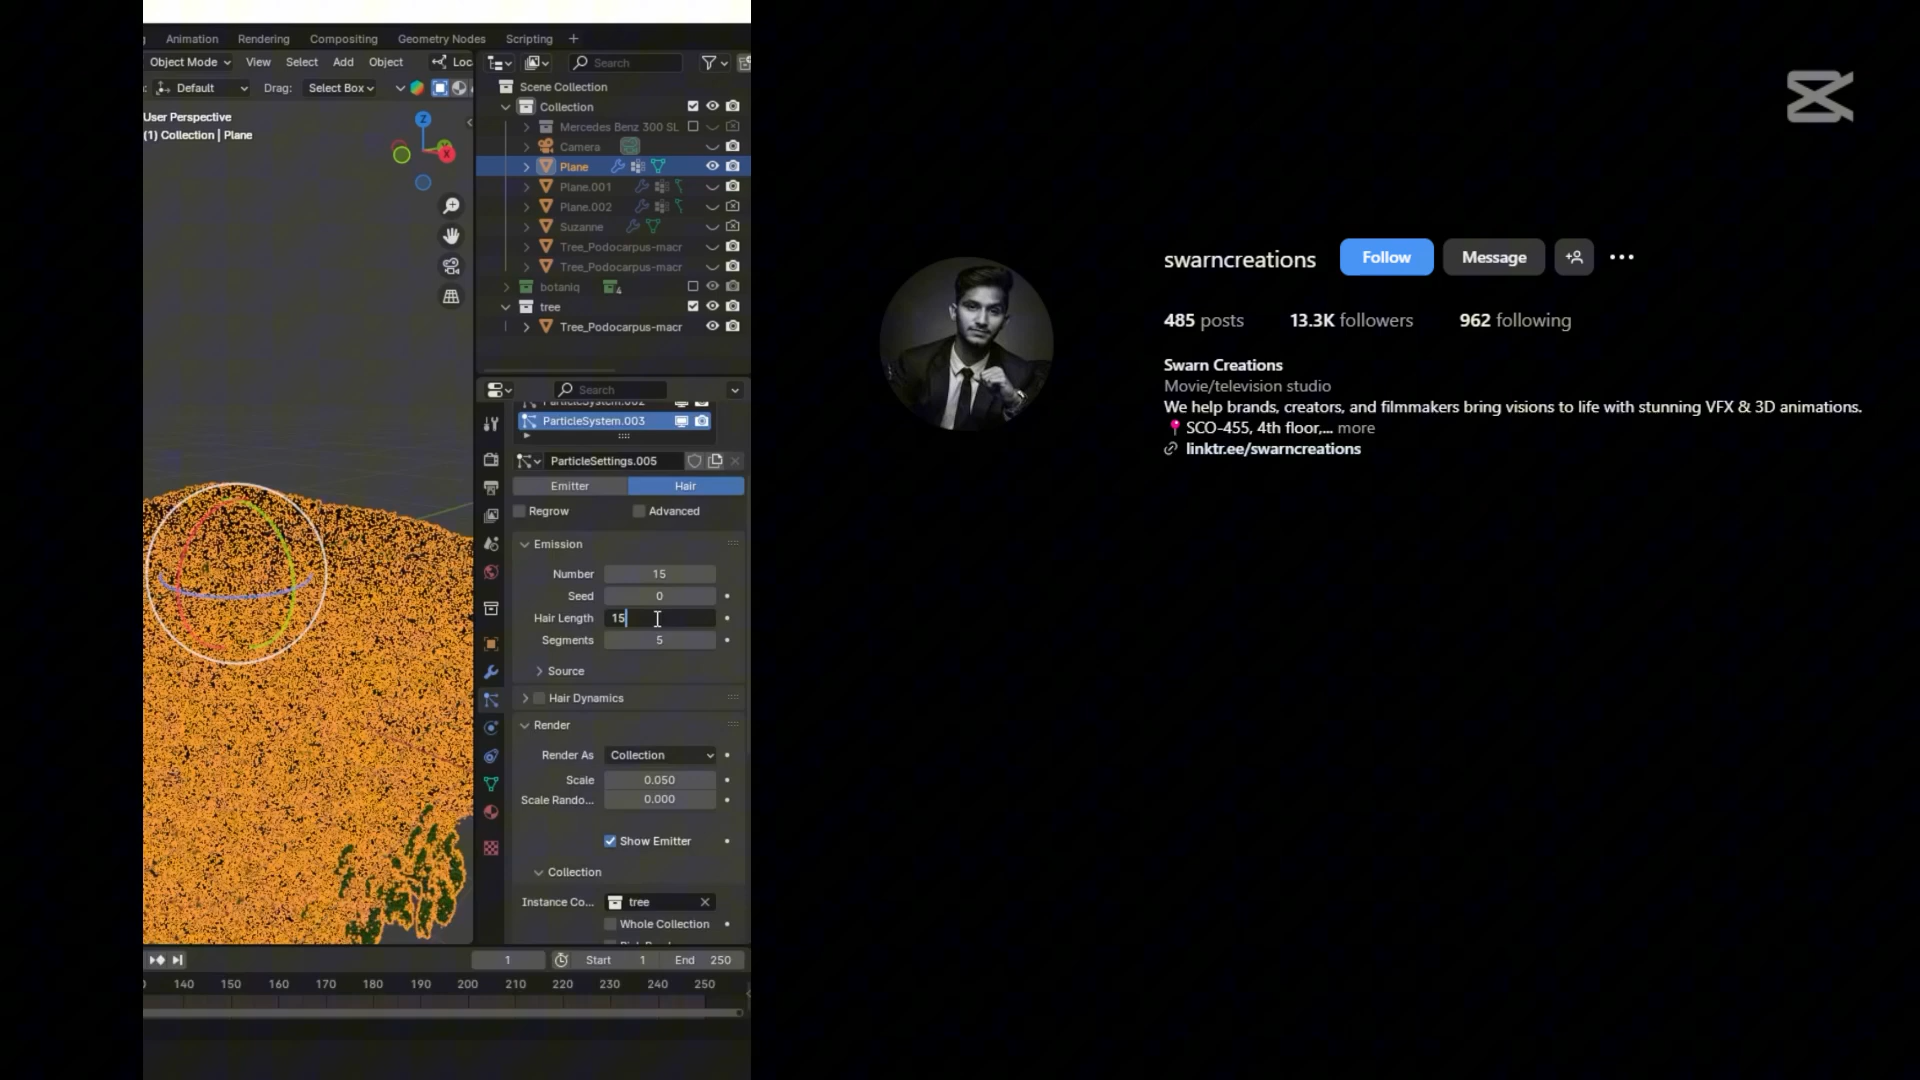 Animation Rendering Compositing Geometry Nodes Scripting +
Object Mode View Select Add Object Loc
Default Drag: Select Box
User Perspective
(1) Collection | Plane
Z
X
Search
Scene Collection
Collection
Mercedes Benz 300 SL
Camera
Plane
Plane.001
Plane.002
Suzanne
Tree_Podocarpus-macr
Tree_Podocarpus-macr
botaniq 4
tree
Tree_Podocarpus-macr
Search
ParticleSystem.002
ParticleSystem.003
ParticleSettings.005
Emitter Hair
Regrow Advanced
Emission
Number 15
Seed 0
Hair Length 15
Segments 5
Source
Hair Dynamics
Render
Render As Collection
Scale 0.050
Scale Rando... 0.000
Show Emitter
Collection
Instance Co... tree
Whole Collection
1 Start 1 End 250
140 150 160 170 180 190 200 210 220 230 240 250
swarncreations Follow Message
485 posts 13.3K followers 962 following
Swarn Creations
Movie/television studio
We help brands, creators, and filmmakers bring visions to life with stunning VFX & 3D animations.
SCO-455, 4th floor,... more
linktr.ee/swarncreations